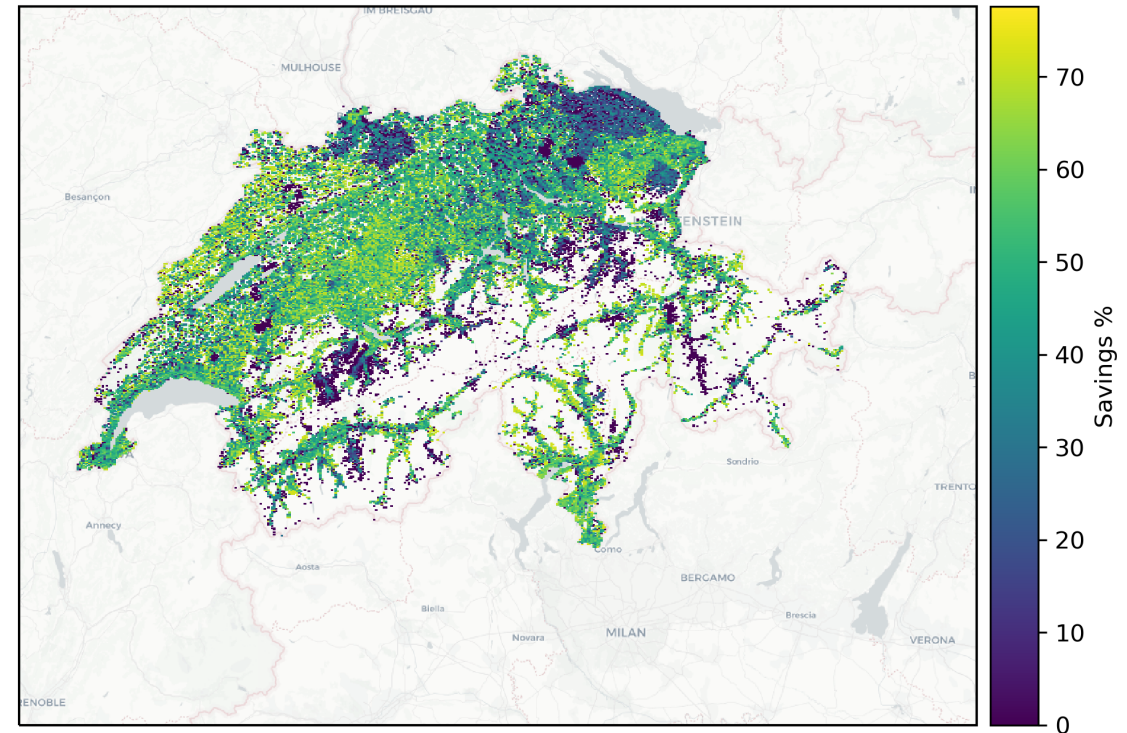 IM BREISGAU
MULHOUSE
70
60
Besançon
ENSTEIN
50
Savings %
40
30
Sondrio
TRENTO
20
Annecy
Como
Aosta
BERGAMO
10
Biella
Brescia
Novara
MILAN
VERONA
RENOBLE
0